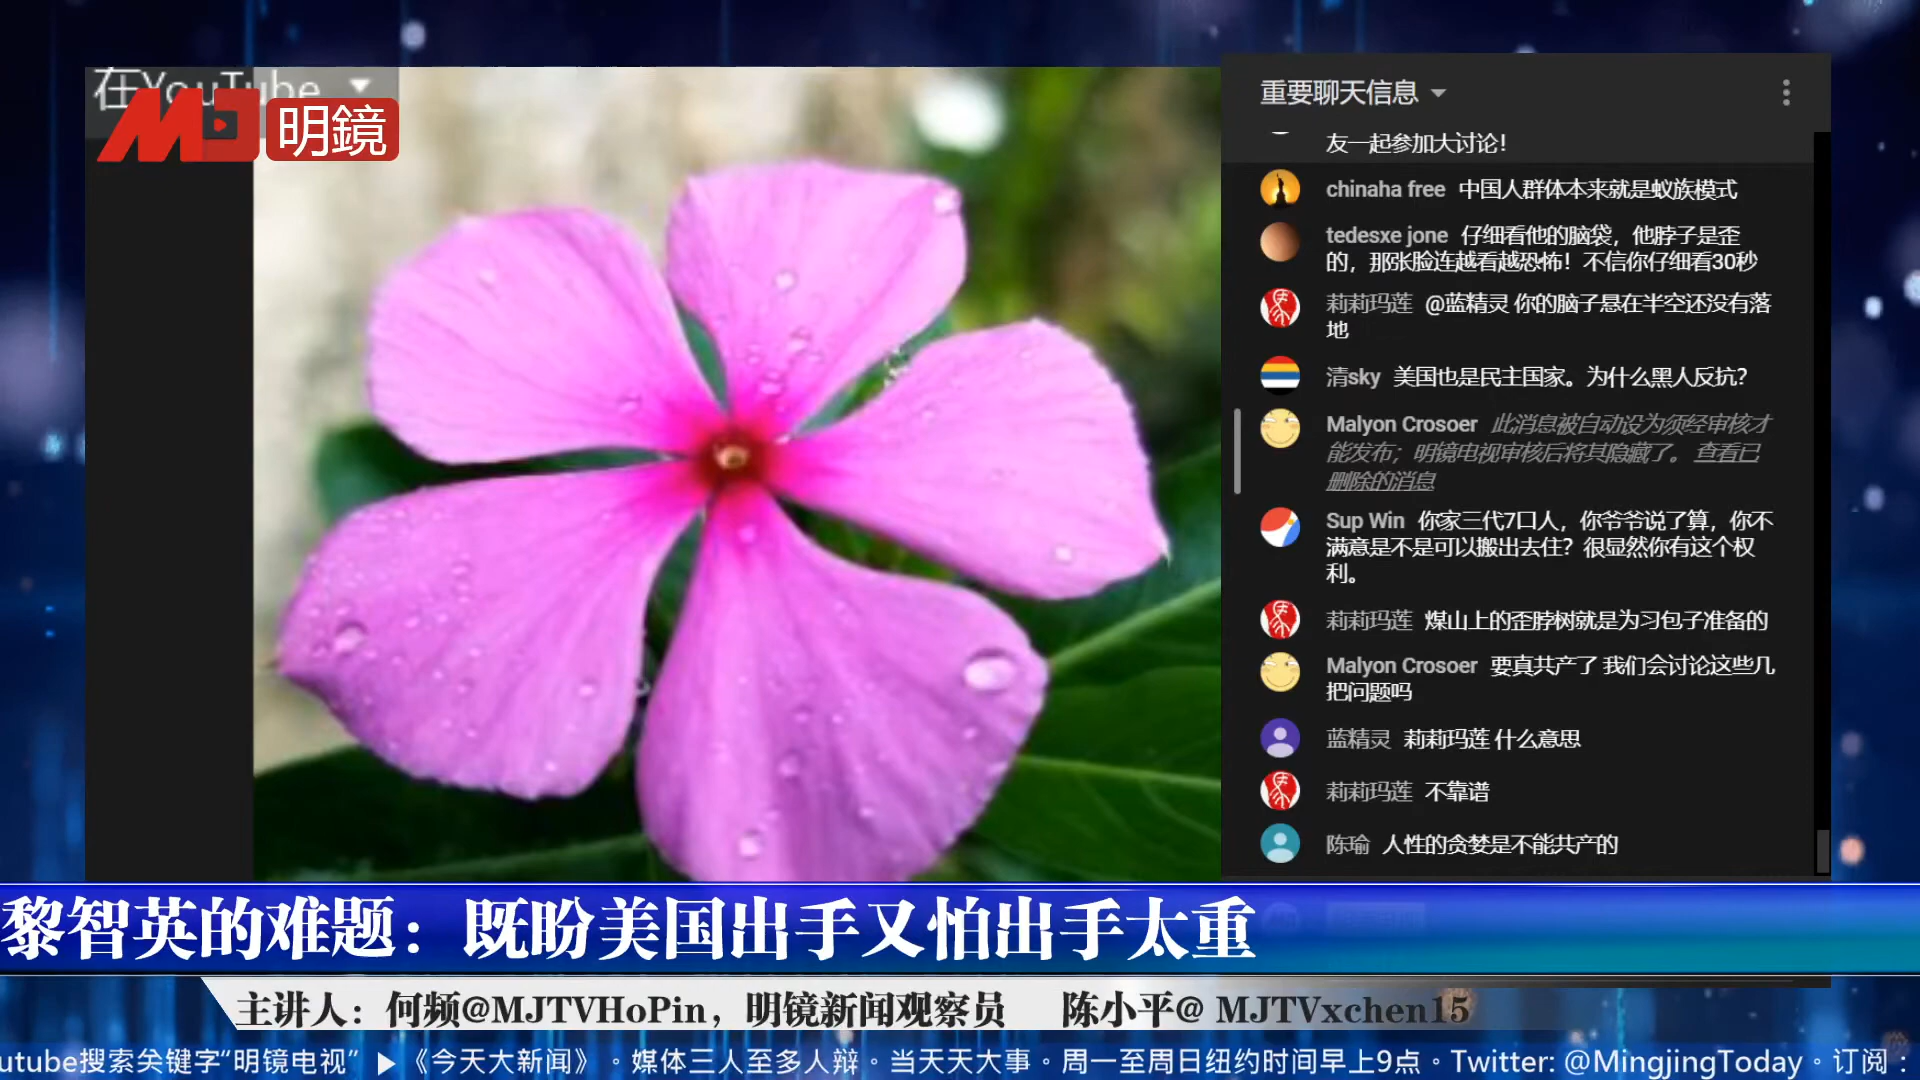 在YouTube
明鏡
重要聊天信息
友一起参加大讨论！
chinaha free 中国人群体本来就是蚁族模式
tedesxe jone 仔细看他的脑袋，他脖子是歪
的，那张脸连越看越恐怖！不信你仔细看30秒
莉莉玛莲 @蓝精灵 你的脑子悬在半空还没有落
地
清sky 美国也是民主国家。为什么黑人反抗？
Malyon Crosoer 此消息被自动设为须经审核才
能发布；明镜电视审核后将其隐藏了。查看已
删除的消息
Sup Win 你家三代7口人，你爷爷说了算，你不
满意是不是可以搬出去住？很显然你有这个权
利。
莉莉玛莲 煤山上的歪脖树就是为习包子准备的
Malyon Crosoer 要真共产了 我们会讨论这些几
把问题吗
蓝精灵 莉莉玛莲 什么意思
莉莉玛莲 不靠谱
陈瑜 人性的贪婪是不能共产的
黎智英的难题：既盼美国出手又怕出手太重
主讲人：何频@MJTVHoPin，明镜新闻观察员 陈小平@ MJTVxchen15
utube搜索关键字“明镜电视” ▶《今天大新闻》。媒体三人至多人辩。当天天大事。周一至周日纽约时间早上9点。Twitter: @MingjingToday。订阅：